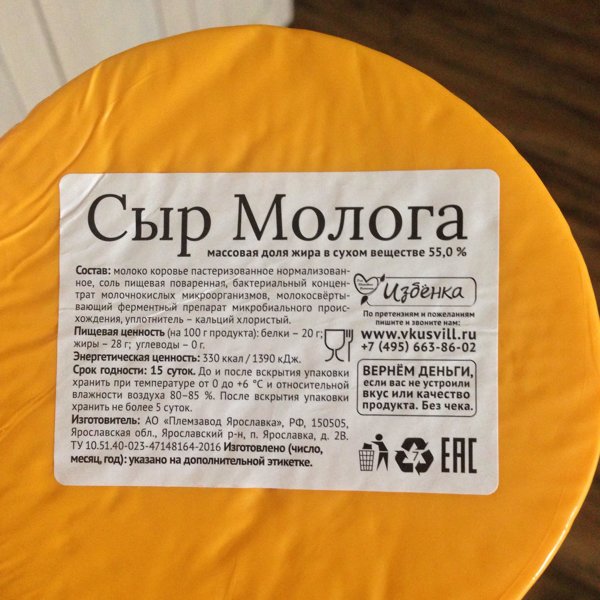 Сыр Молога
массовая доля жира в сухом веществе 55,0 %
Состав: молоко коровье пастеризованное нормализован-
ное, соль пищевая поваренная, бактериальный концен-
трат молочнокислых микроорганизмов, молокосвёрты-
вающий ферментный препарат микробиального проис-
хождения, уплотнитель – кальций хлористый.
Пищевая ценность (на 100 г продукта): белки – 20 г;
жиры – 28 г; углеводы – 0 г.
Энергетическая ценность: 330 ккал / 1390 кДж.
Срок годности: 15 суток. До и после вскрытия упаковки
хранить при температуре от 0 до +6 °С и относительной
влажности воздуха 80–85 %. После вскрытия упаковки
хранить не более 5 суток.
Изготовитель: АО «Племзавод Ярославка», РФ, 150505,
Ярославская обл., Ярославский р-н, п. Ярославка, д. 2В.
ТУ 10.51.40-023-47148164-2016 Изготовлено (число,
месяц, год): указано на дополнительной этикетке.
Избёнка
По претензиям и пожеланиям
пишите и звоните нам:
www.vkusvill.ru
+7 (495) 663-86-02
ВЕРНЁМ ДЕНЬГИ,
если вас не устроили
вкус или качество
продукта. Без чека.
7
EAC